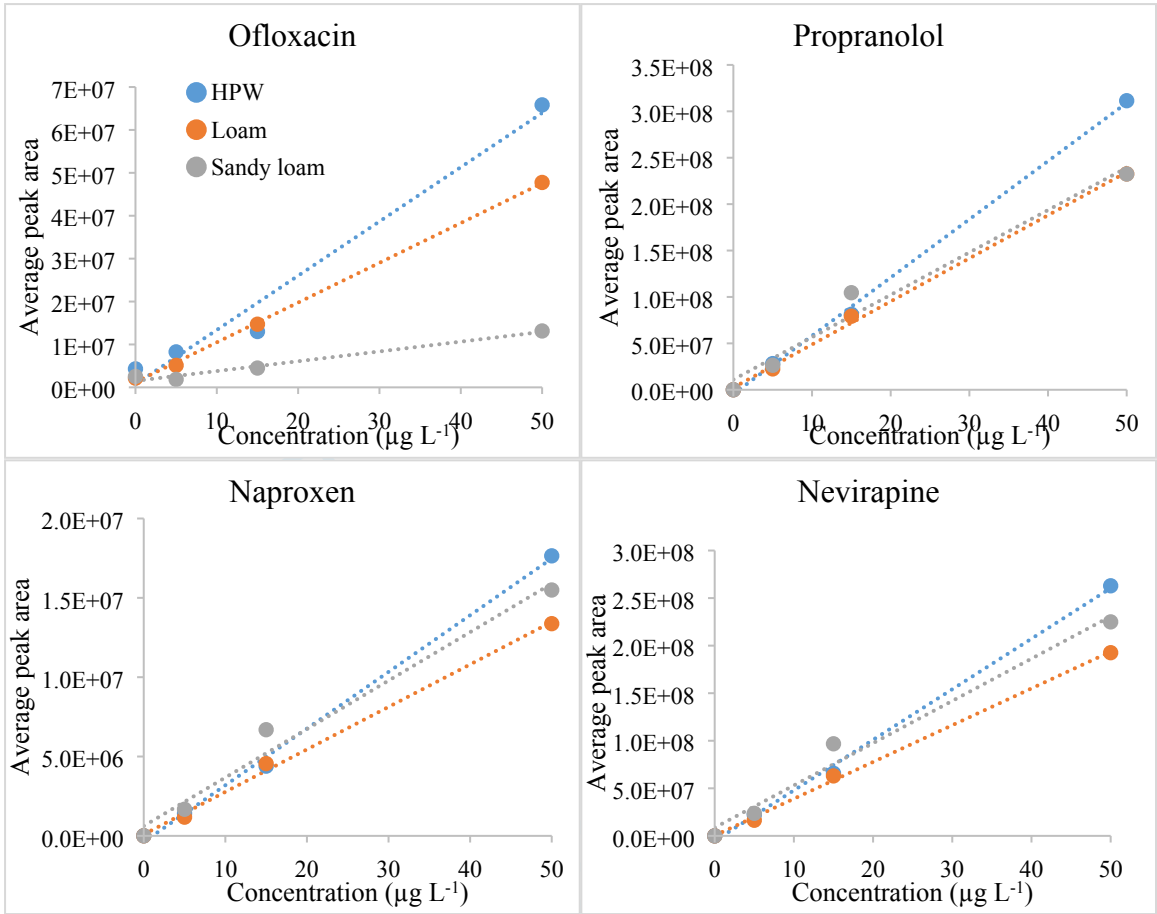 Ofloxacin
7E+07
6E+07
5E+07
4E+07
3E+07
2E+07
1E+07
0E+00
Average peak area
HPW
Loam
Sandy loam
0 10 20 30 40 50
Concentration (µg L-1)
Propranolol
3.5E+08
3.0E+08
2.5E+08
2.0E+08
1.5E+08
1.0E+08
5.0E+07
0.0E+00
Average peak area
0 10 20 30 40 50
Concentration (µg L-1)
Naproxen
2.0E+07
1.5E+07
1.0E+07
5.0E+06
0.0E+00
Average peak area
0 10 20 30 40 50
Concentration (µg L-1)
Nevirapine
3.0E+08
2.5E+08
2.0E+08
1.5E+08
1.0E+08
5.0E+07
0.0E+00
Average peak area
0 10 20 30 40 50
Concentration (µg L-1)